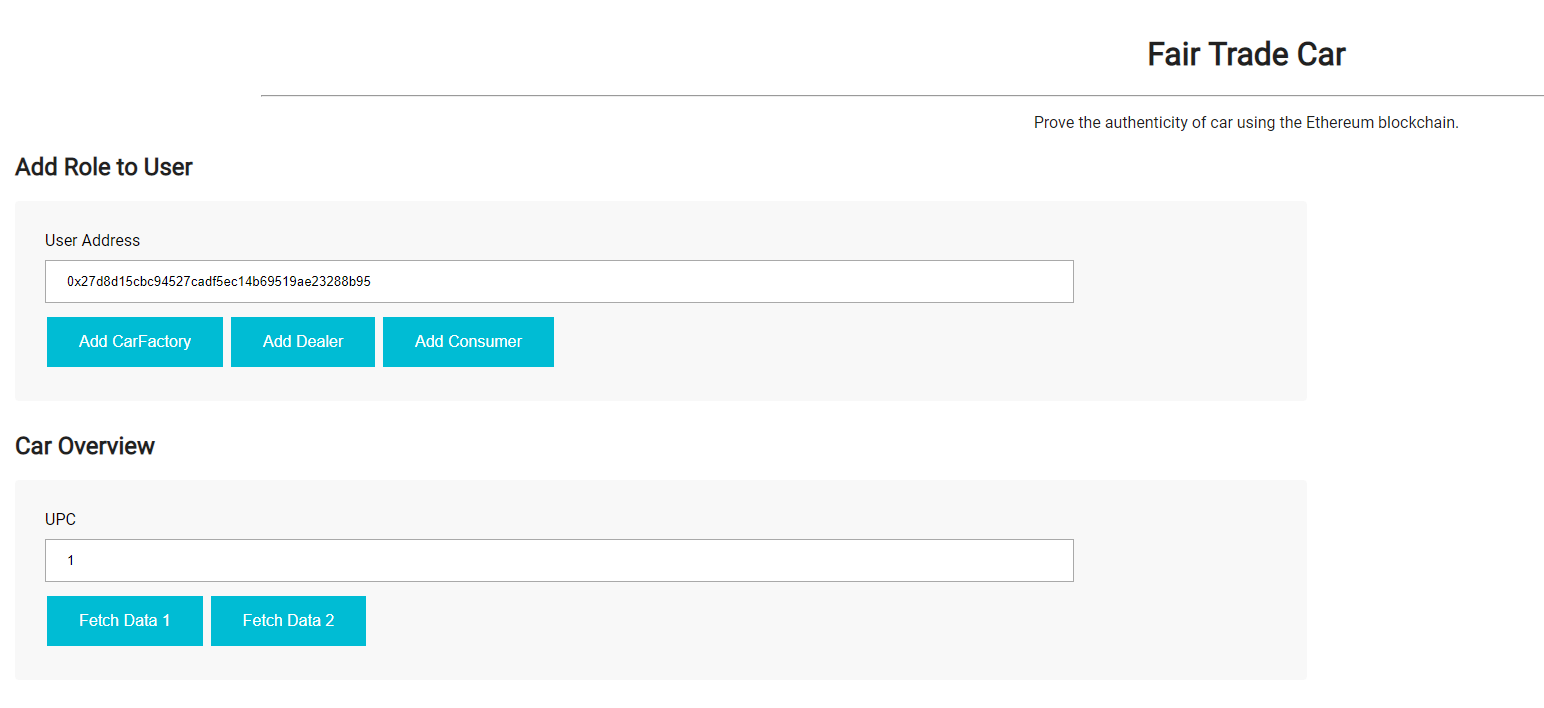 Fair Trade Car
Prove the authenticity of car using the Ethereum blockchain.
Add Role to User
User Address
0x27d8d15cbc94527cadf5ec14b69519ae23288b95
Add CarFactory Add Dealer Add Consumer
Car Overview
UPC
1
Fetch Data 1 Fetch Data 2